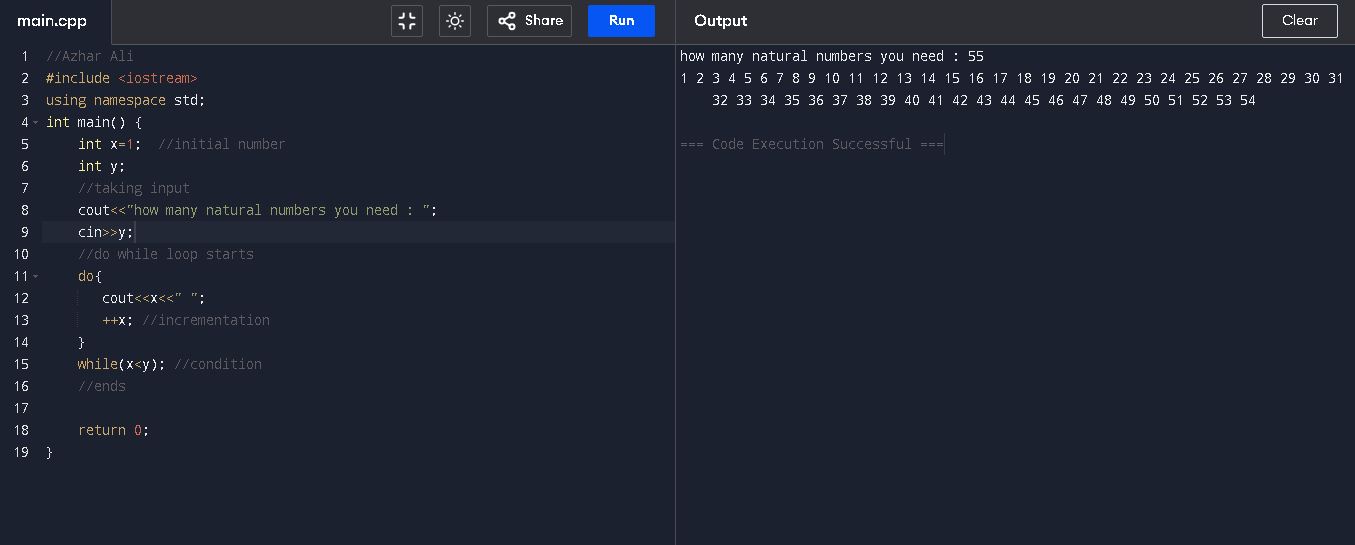 main.cpp Share Run Output Clear
1 //Azhar Ali
2 #include <iostream>
3 using namespace std;
4 int main() {
5 int x=1;  //initial number
6 int y;
7 //taking input
8 cout<<"how many natural numbers you need : ";
9 cin>>y;
10 //do while loop starts
11 do{
12 cout<<x<<" ";
13 ++x; //incrementation
14 }
15 while(x<y); //condition
16 //ends
17
18 return 0;
19 }
how many natural numbers you need : 55
1 2 3 4 5 6 7 8 9 10 11 12 13 14 15 16 17 18 19 20 21 22 23 24 25 26 27 28 29 30 31
32 33 34 35 36 37 38 39 40 41 42 43 44 45 46 47 48 49 50 51 52 53 54
=== Code Execution Successful ===